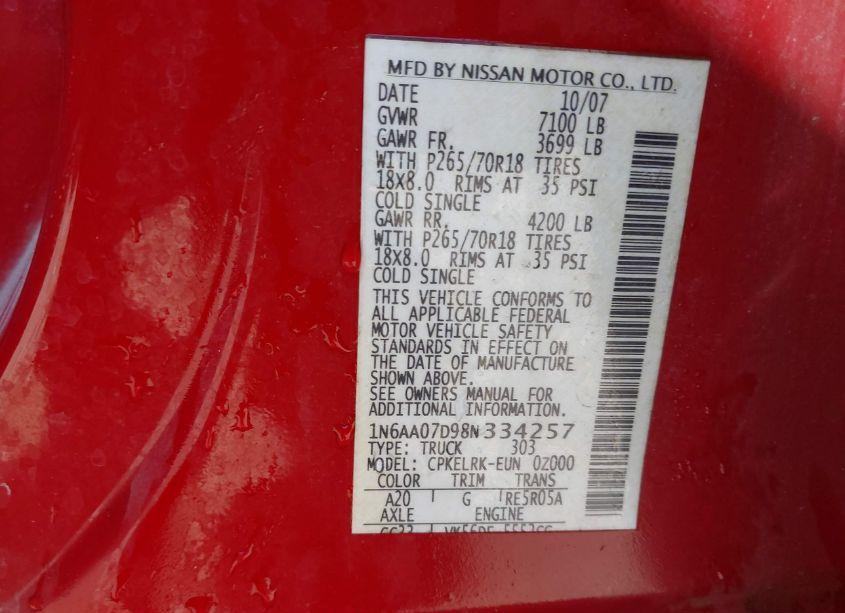 MFD BY NISSAN MOTOR CO., LTD.
DATE 10/07
GVWR 7100 LB
GAWR FR. 3699 LB
WITH P265/70R18 TIRES
18X8.0 RIMS AT 35 PSI
COLD SINGLE
GAWR RR. 4200 LB
WITH P265/70R18 TIRES
18X8.0 RIMS AT 35 PSI
COLD SINGLE
THIS VEHICLE CONFORMS TO
ALL APPLICABLE FEDERAL
MOTOR VEHICLE SAFETY
STANDARDS IN EFFECT ON
THE DATE OF MANUFACTURE
SHOWN ABOVE.
SEE OWNERS MANUAL FOR
ADDITIONAL INFORMATION.
1N6AA07D98N334257
TYPE: TRUCK 303
MODEL: CPKELRK-EUN 0Z000
COLOR TRIM TRANS
A20 G RE5R05A
AXLE ENGINE